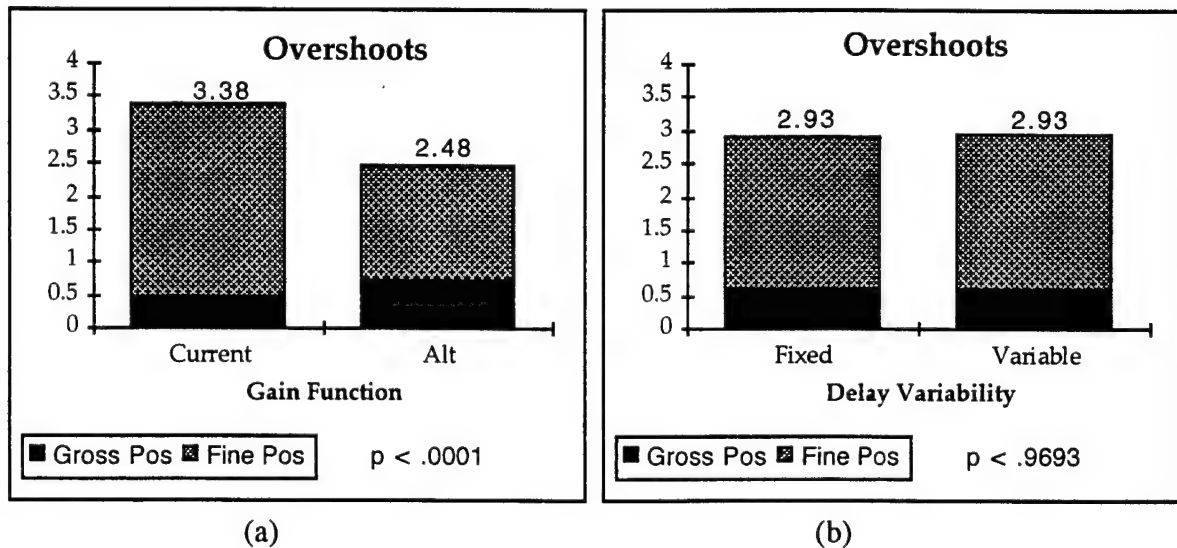 Overshoots
4
3.5
3
2.5
2
1.5
1
0.5
0
3.38
2.48
Current Alt
Gain Function
Gross Pos Fine Pos p < .0001
(a)
Overshoots
4
3.5
3
2.5
2
1.5
1
0.5
0
2.93 2.93
Fixed Variable
Delay Variability
Gross Pos Fine Pos p < .9693
(b)